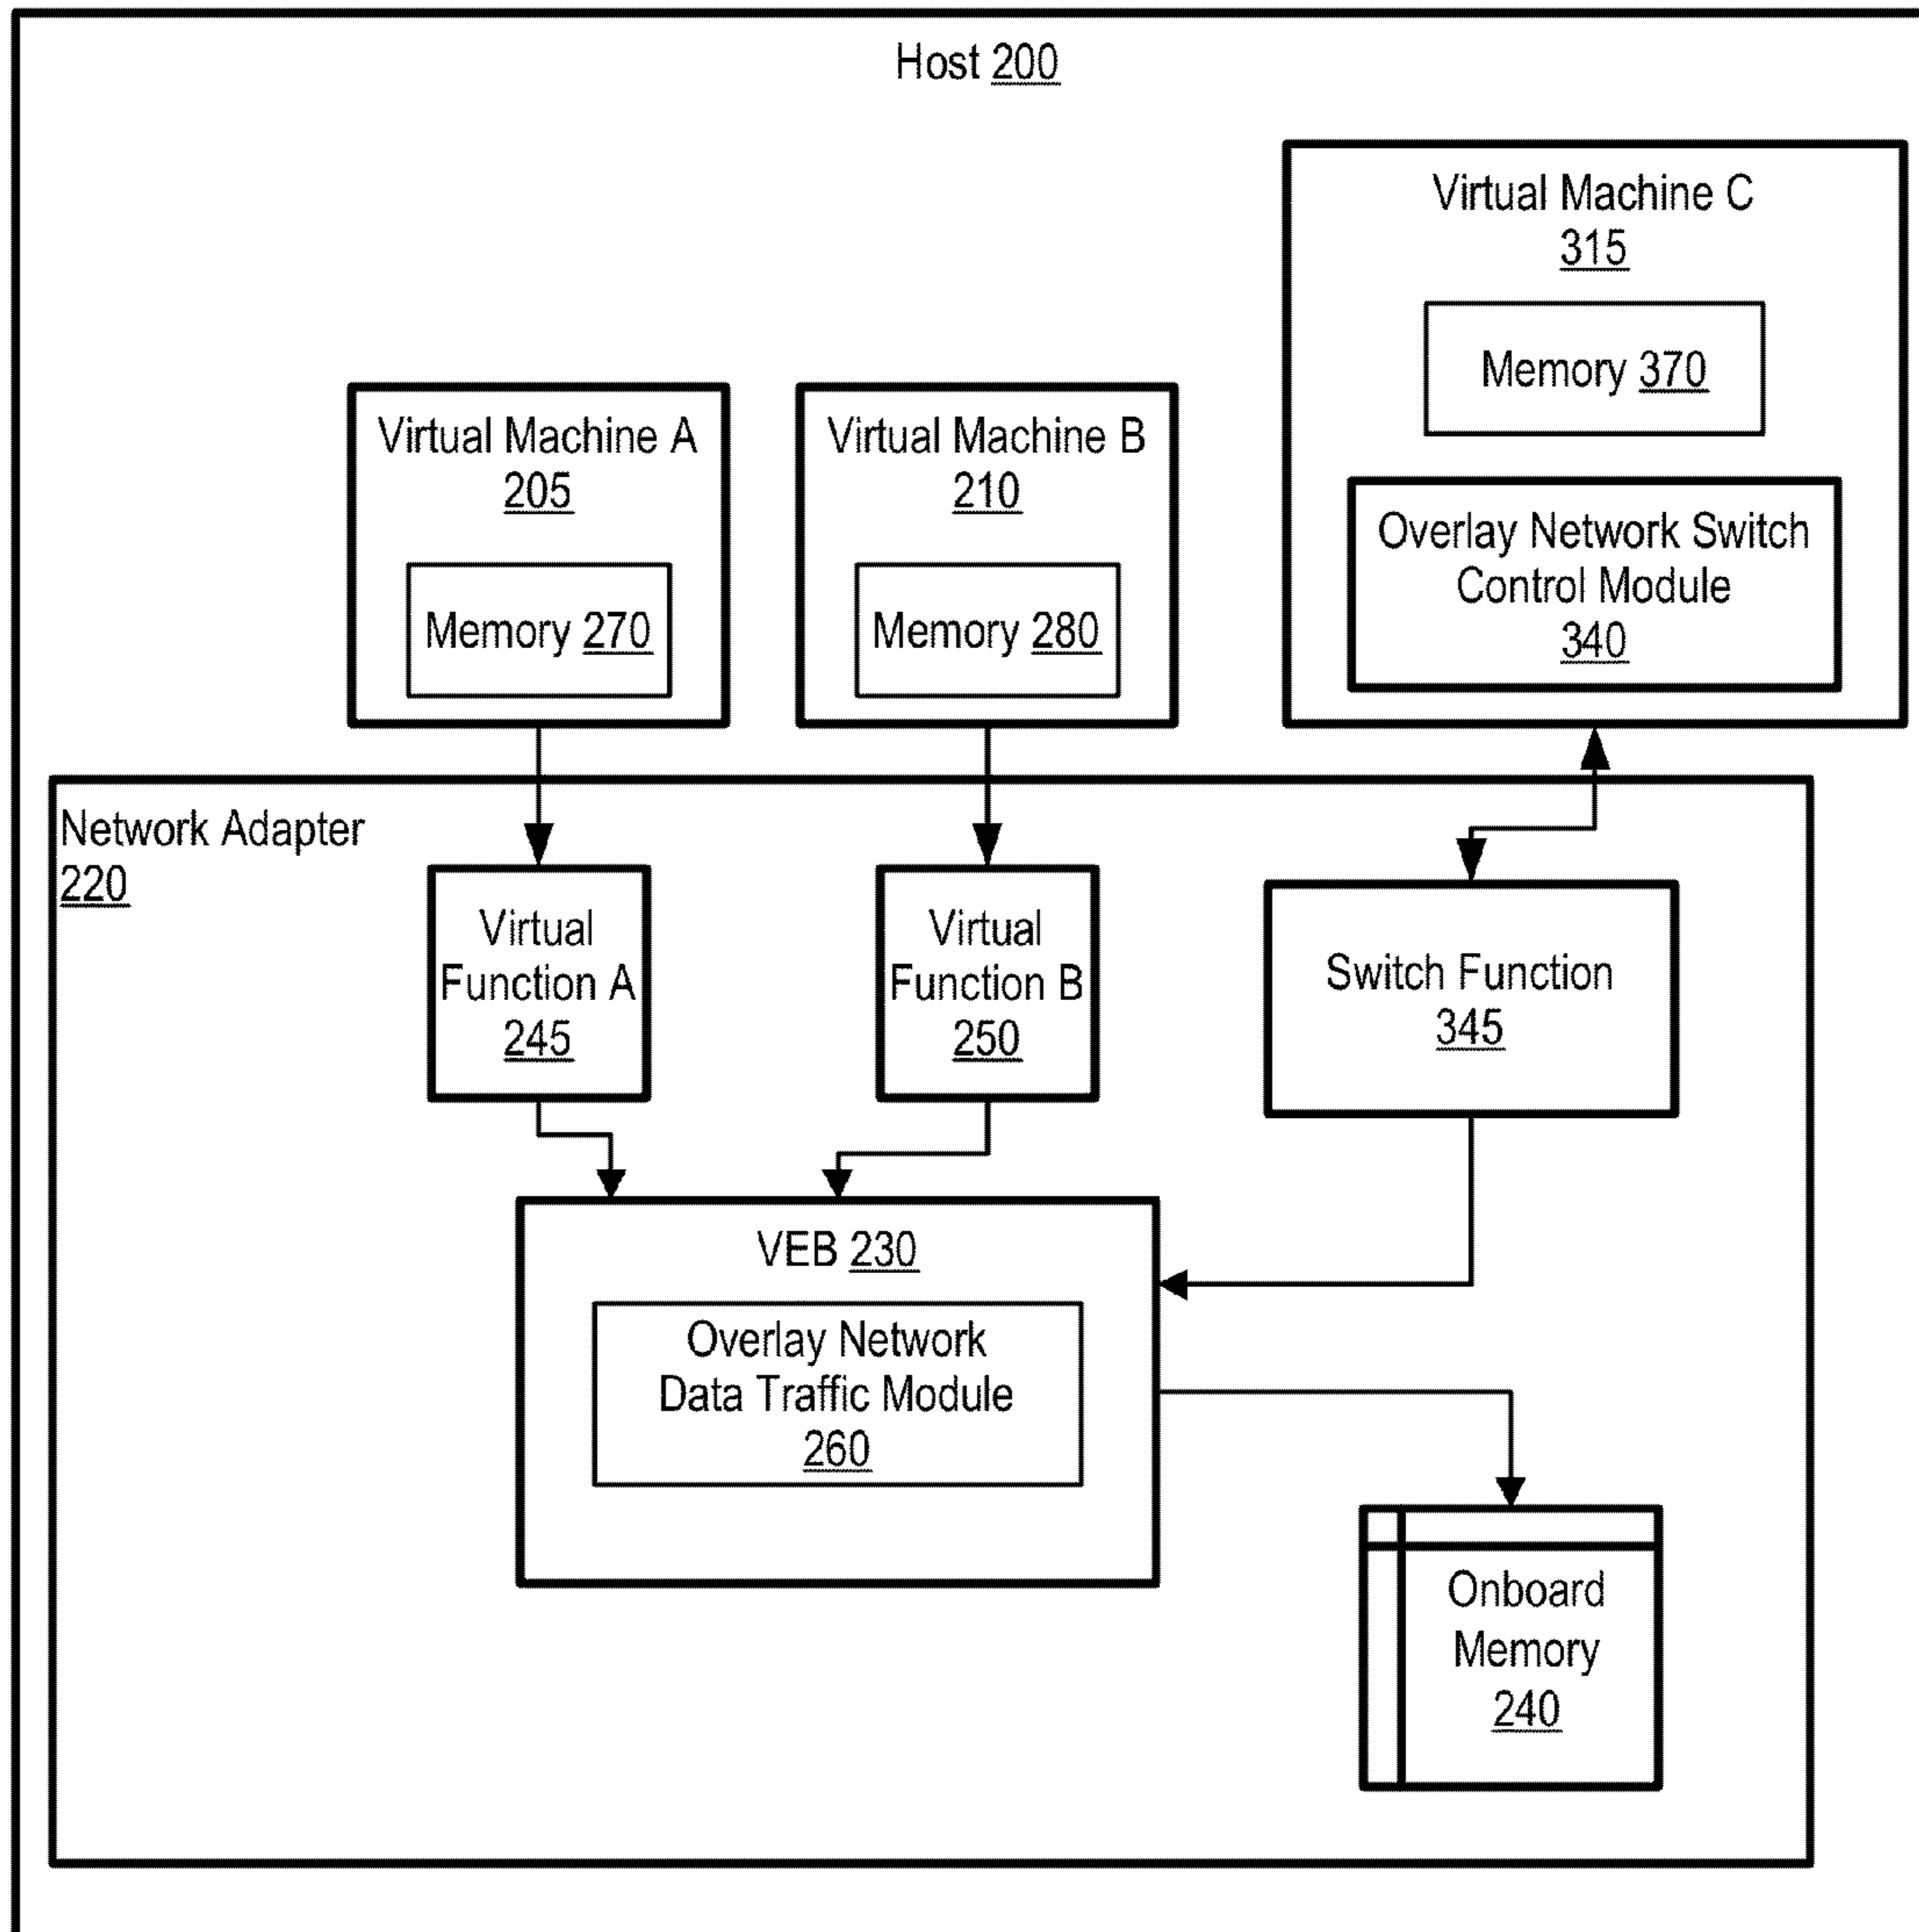 Host 200
Virtual Machine C
315
Memory 370
Overlay Network Switch
Control Module
340
Virtual Machine A
205
Memory 270
Virtual Machine B
210
Memory 280
Network Adapter
220
Virtual
Function A
245
Virtual
Function B
250
Switch Function
345
VEB 230
Overlay Network
Data Traffic Module
260
Onboard
Memory
240